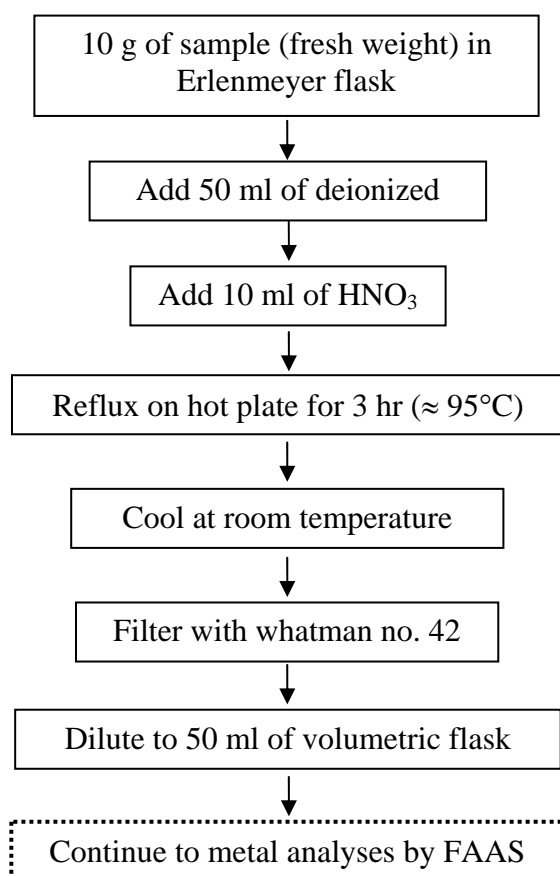 10 g of sample (fresh weight) in
Erlenmeyer flask
Add 50 ml of deionized
Add 10 ml of HNO₃
Reflux on hot plate for 3 hr (≈ 95°C)
Cool at room temperature
Filter with whatman no. 42
Dilute to 50 ml of volumetric flask
Continue to metal analyses by FAAS